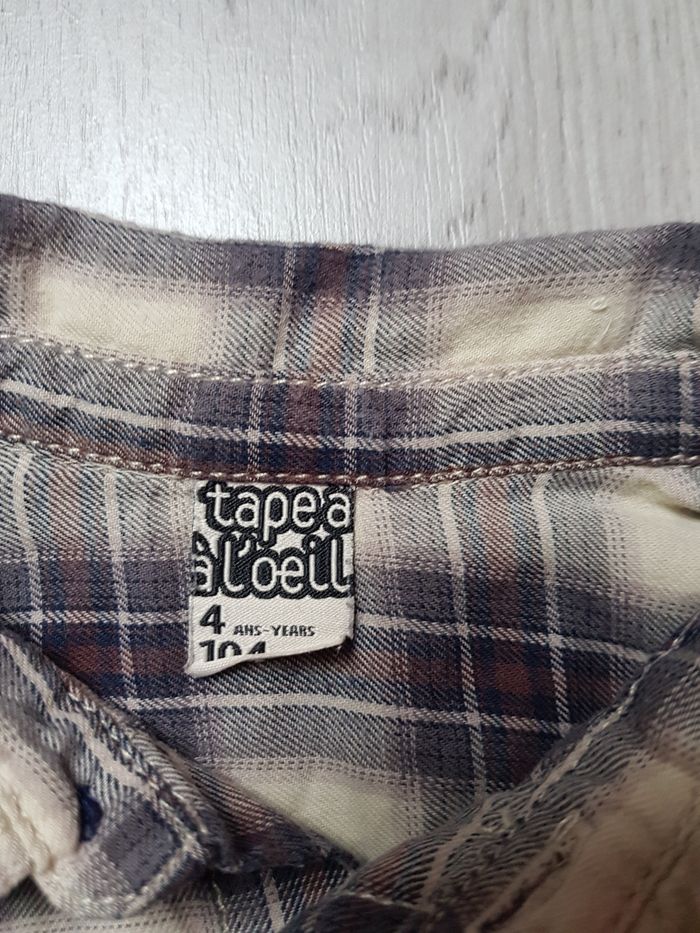 tape a
à l'oeil
4 ANS-YEARS
104